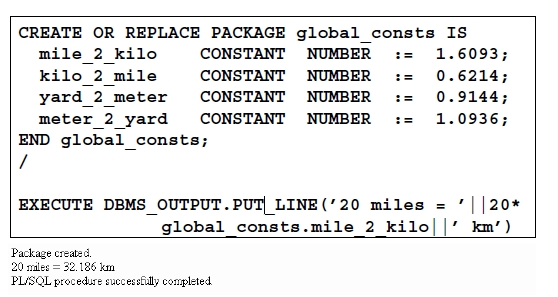 CREATE OR REPLACE PACKAGE global_consts IS
mile_2_kilo CONSTANT NUMBER := 1.6093;
kilo_2_mile CONSTANT NUMBER := 0.6214;
yard_2_meter CONSTANT NUMBER := 0.9144;
meter_2_yard CONSTANT NUMBER := 1.0936;
END global_consts;
/
EXECUTE DBMS_OUTPUT.PUT_LINE('20 miles = '||20*
global_consts.mile_2_kilo||' km')
Package created.
20 miles = 32.186 km
PL/SQL procedure successfully completed.